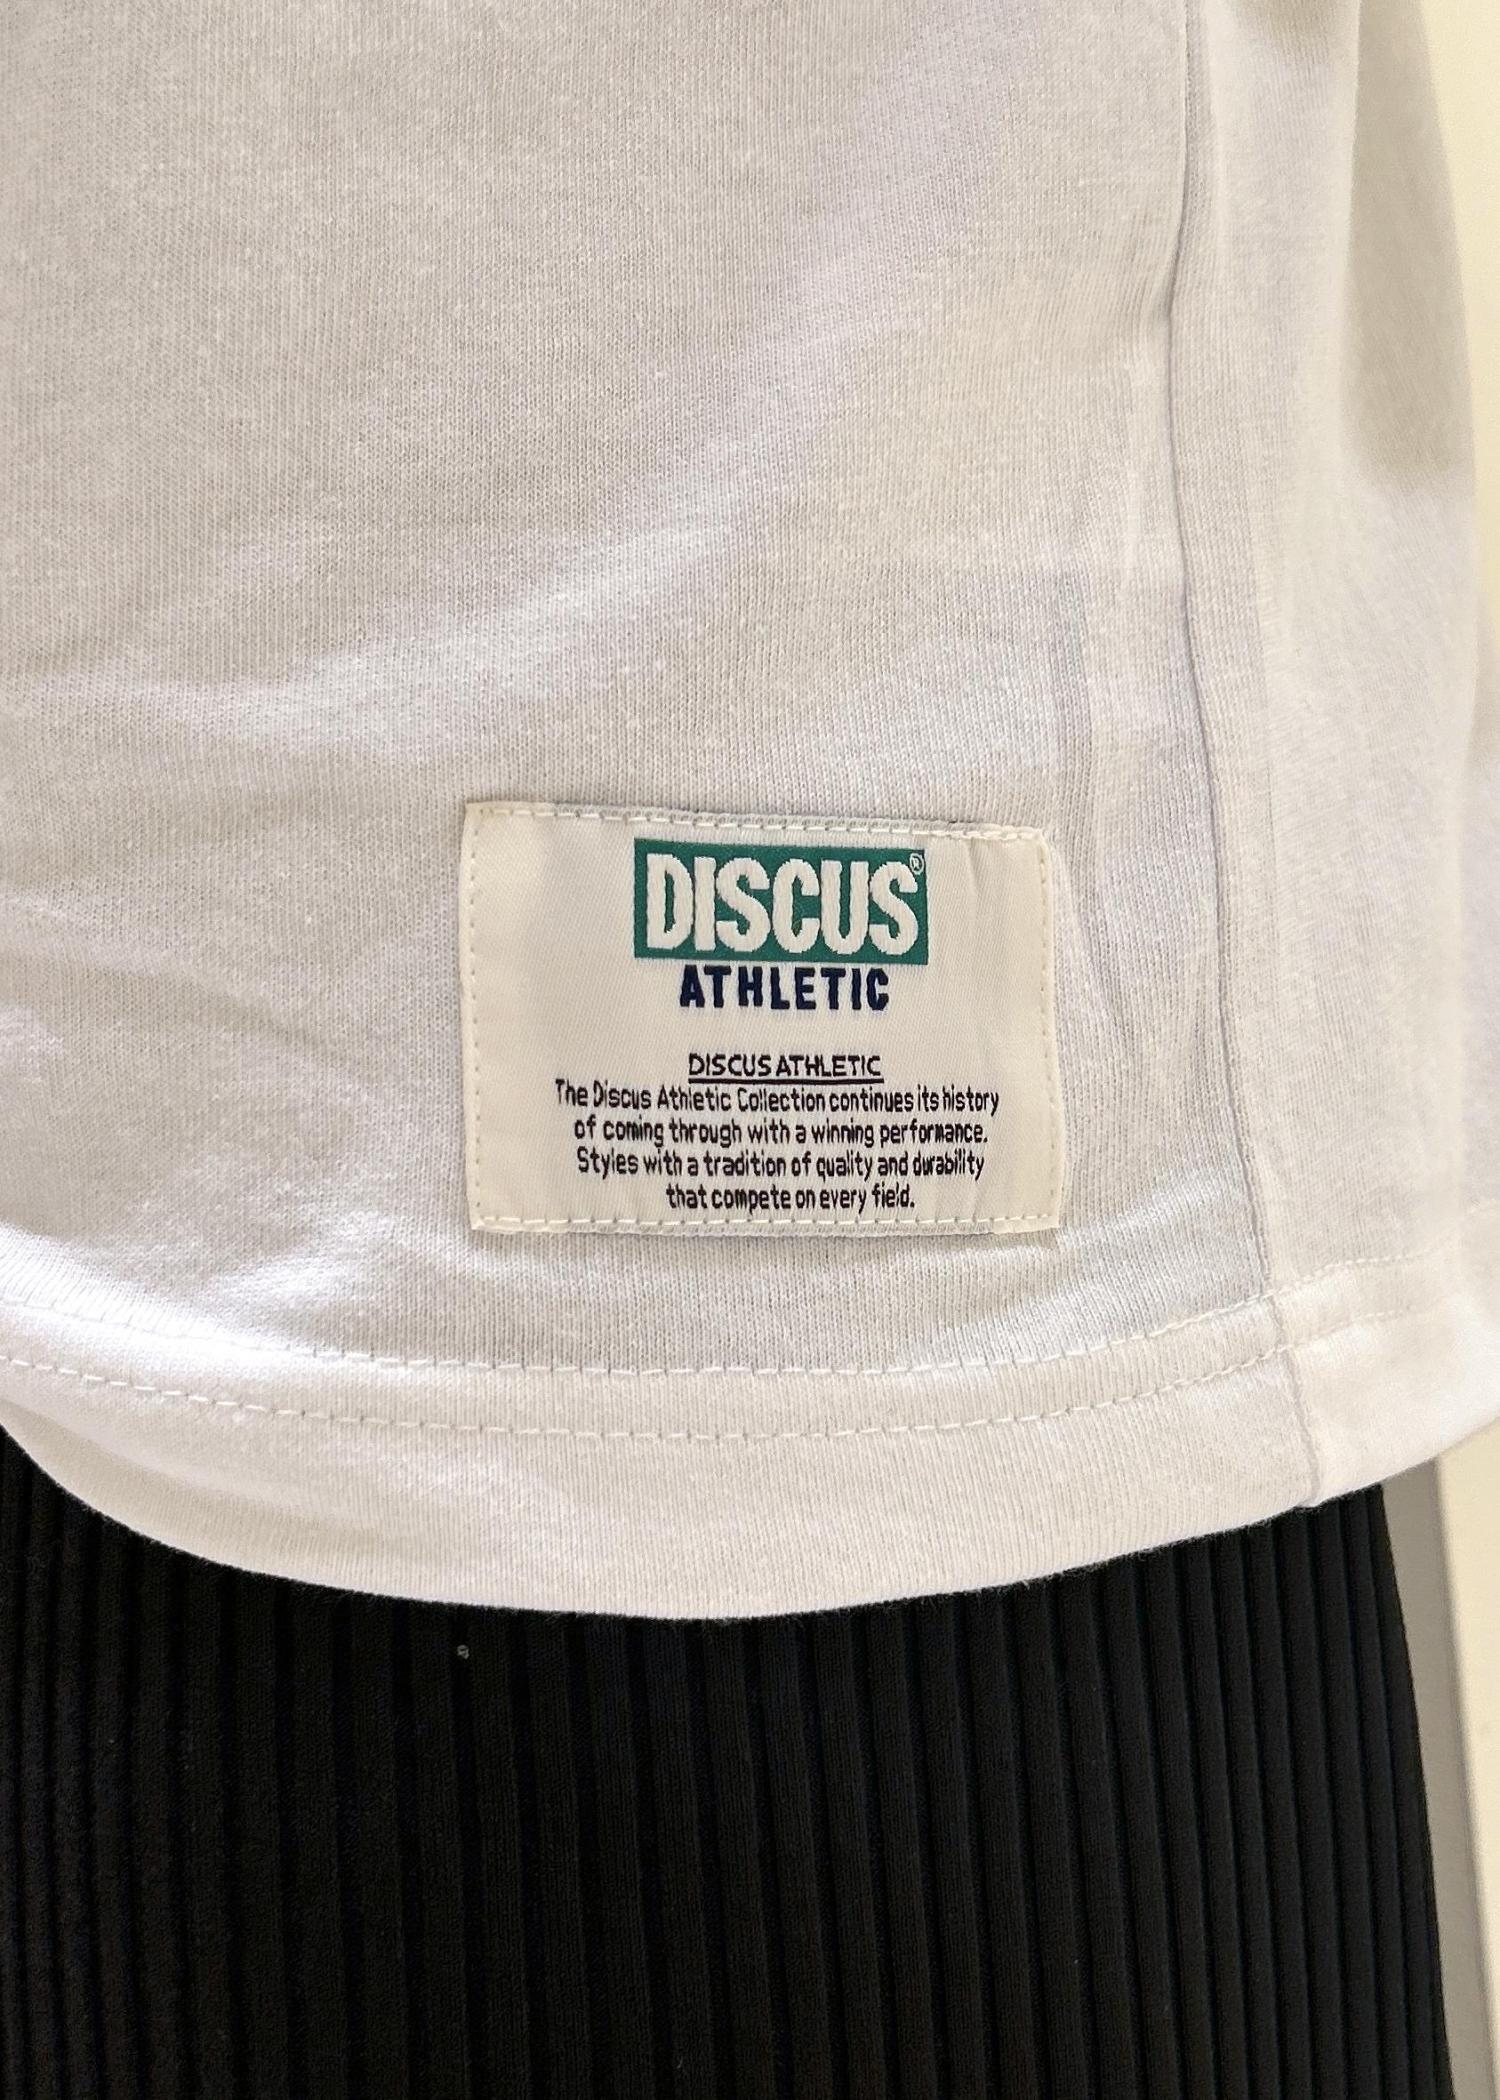 DISCUS®
ATHLETIC
DISCUS ATHLETIC
The Discus Athletic Collection continues its history
of coming through with a winning performance.
Styles with a tradition of quality and durability
that compete on every field.